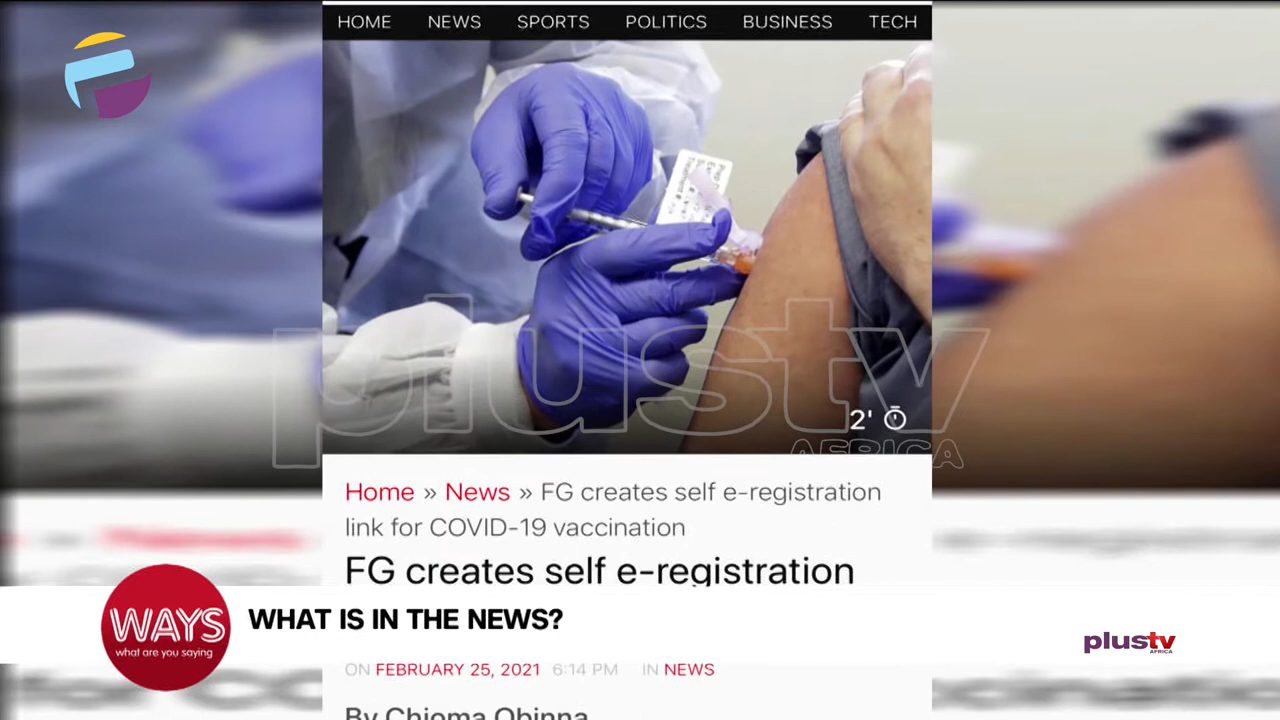 HOME NEWS SPORTS POLITICS BUSINESS TECH
plustv
AFRICA
2'
Home » News » FG creates self e-registration
link for COVID-19 vaccination
FG creates self e-registration
WAYS
what are you saying
WHAT IS IN THE NEWS?
plustv
AFRICA
ON FEBRUARY 25, 2021 6:14 PM IN NEWS
By Chioma Obinna